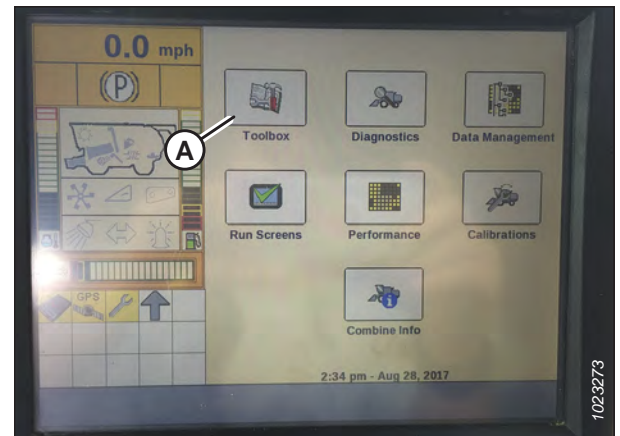 0.0 mph
(P)
A
Toolbox
Diagnostics
Data Management
Run Screens
Performance
Calibrations
GPS
Combine Info
2:34 pm - Aug 28, 2017
1023273